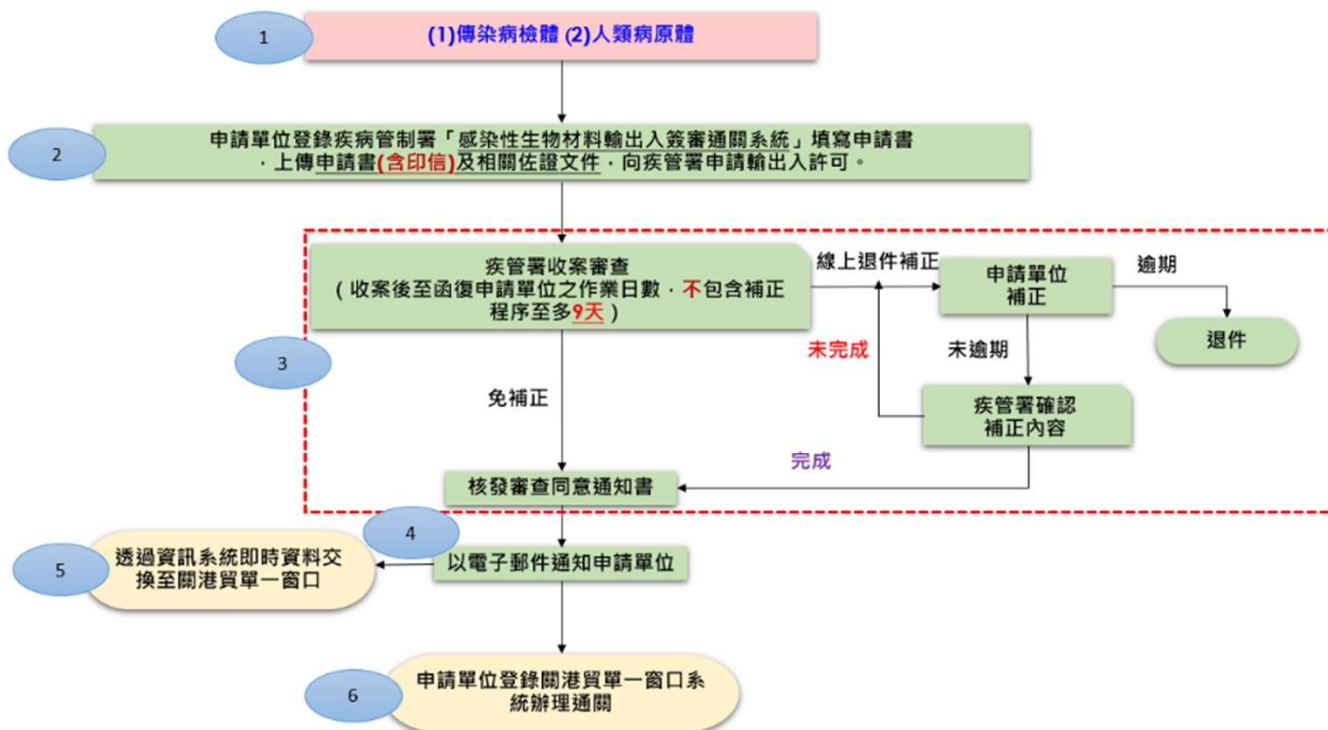 1
(1)傳染病檢體 (2)人類病原體
2
申請單位登錄疾病管制署「感染性生物材料輸出入簽審通關系統」填寫申請書
，上傳申請書(含印信)及相關佐證文件，向疾管署申請輸出入許可。
3
疾管署收案審查
（收案後至函復申請單位之作業日數，不包含補正
程序至多9天）
線上退件補正
申請單位
補正
逾期
退件
未完成
未逾期
免補正
疾管署確認
補正內容
完成
核發審查同意通知書
4
以電子郵件通知申請單位
5
透過資訊系統即時資料交
換至關港貿單一窗口
6
申請單位登錄關港貿單一窗口系
統辦理通關